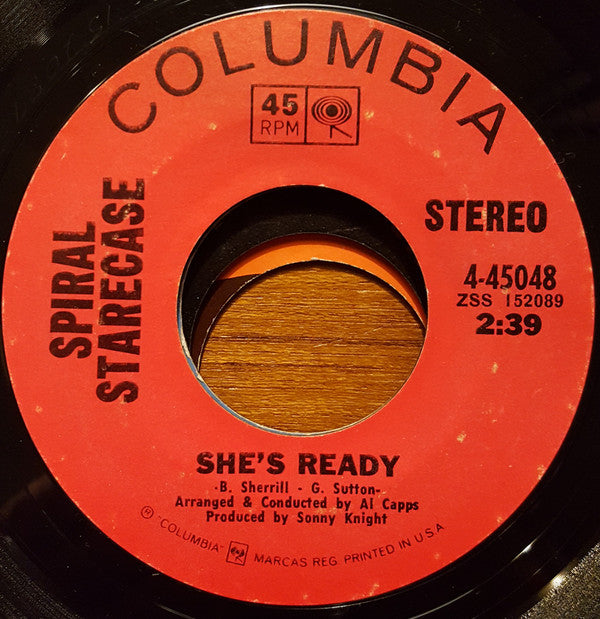 COLUMBIA
45
RPM
SPIRAL
STARECASE
STEREO
4-45048
ZSS 152089
2:39
SHE'S READY
-B. Sherrill - G. Sutton-
Arranged & Conducted by Al Capps
Produced by Sonny Knight
® "COLUMBIA" MARCAS REG. PRINTED IN U.S.A.